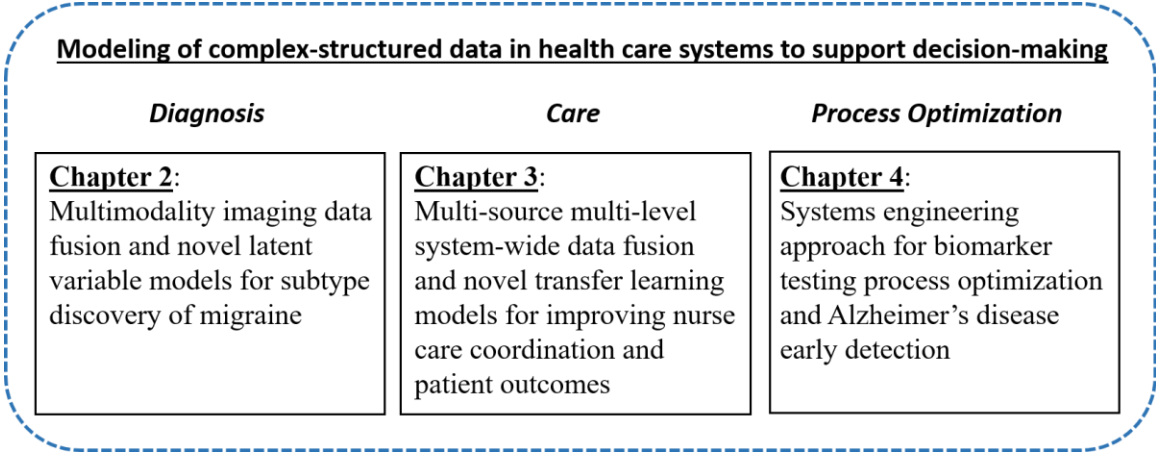 Modeling of complex-structured data in health care systems to support decision-making
Diagnosis
Care
Process Optimization
Chapter 2:
Multimodality imaging data
fusion and novel latent
variable models for subtype
discovery of migraine
Chapter 3:
Multi-source multi-level
system-wide data fusion
and novel transfer learning
models for improving nurse
care coordination and
patient outcomes
Chapter 4:
Systems engineering
approach for biomarker
testing process optimization
and Alzheimer’s disease
early detection